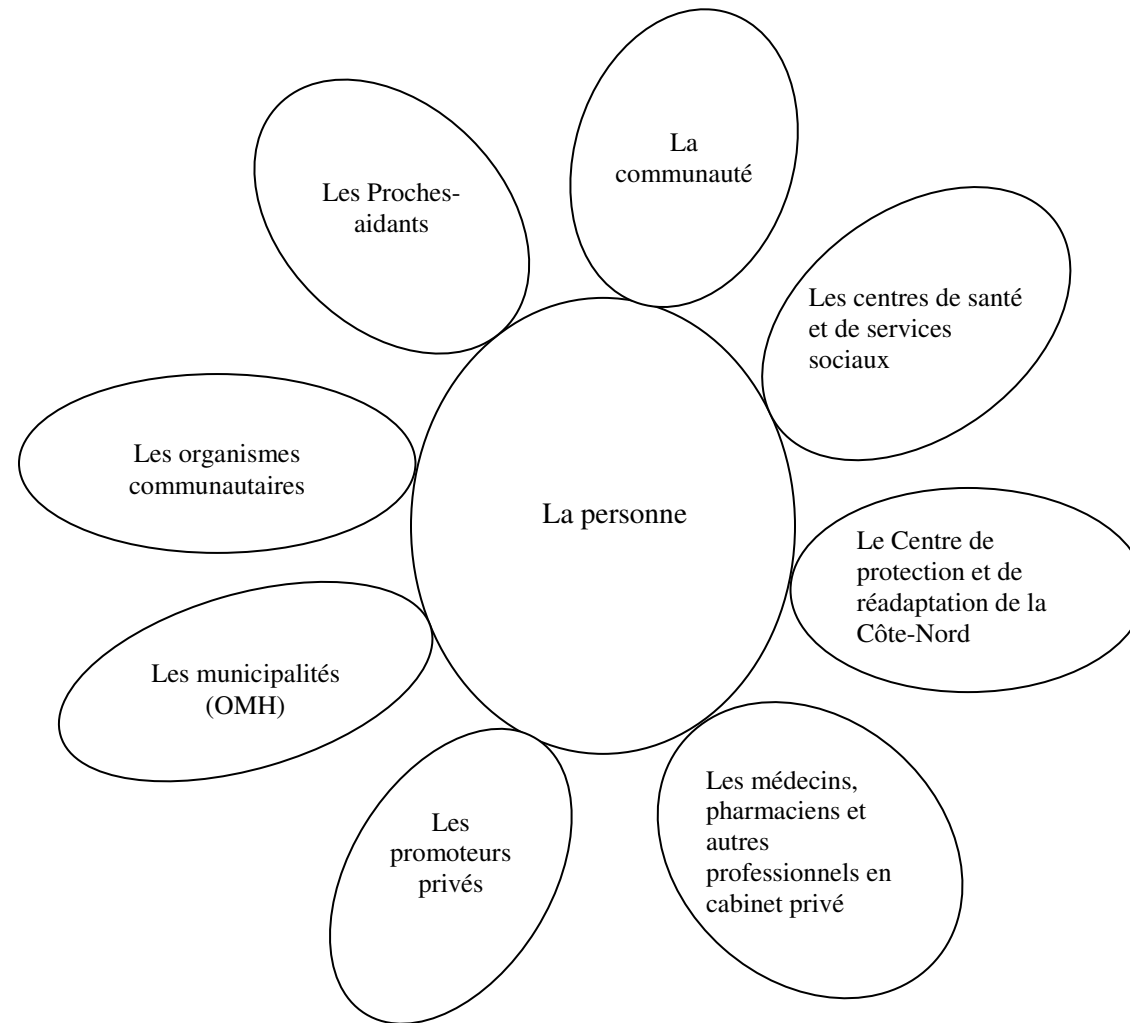 La
communauté
Les Proches-
aidants
Les centres de santé
et de services
sociaux
Les organismes
communautaires
La personne
Le Centre de
protection et de
réadaptation de la
Côte-Nord
Les municipalités
(OMH)
Les médecins,
pharmaciens et
autres
professionnels en
cabinet privé
Les
promoteurs
privés